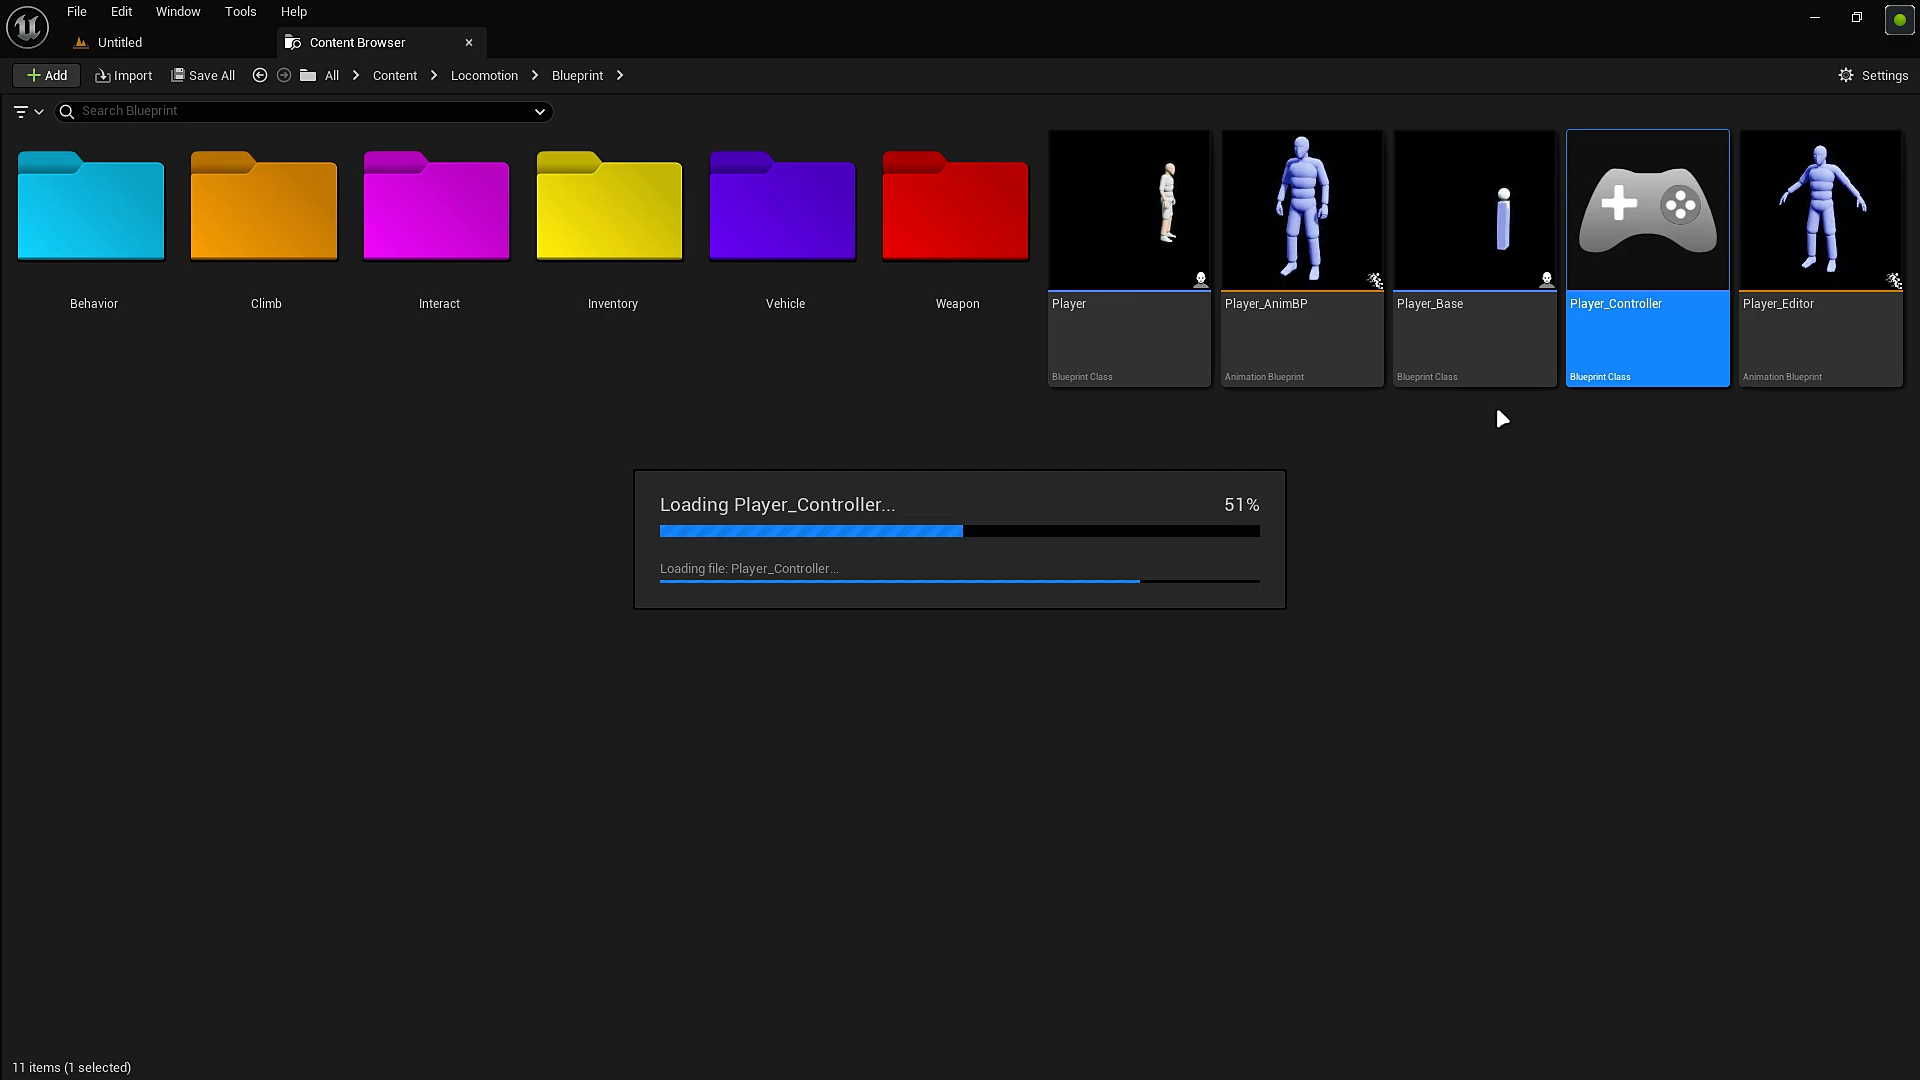 File Edit Window Tools Help
Untitled
Content Browser
Add
Import
Save All
All
Content
Locomotion
Blueprint
Settings
Search Blueprint
Behavior
Climb
Interact
Inventory
Vehicle
Weapon
Player
Blueprint Class
Player_AnimBP
Animation Blueprint
Player_Base
Blueprint Class
Player_Controller
Blueprint Class
Player_Editor
Animation Blueprint
Loading Player_Controller... 51%
Loading file: Player_Controller...
11 items (1 selected)